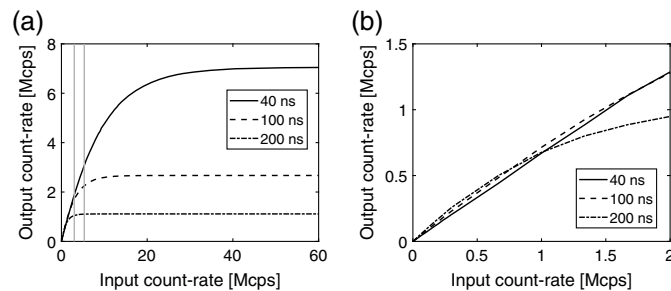 (a)
Output count-rate [Mcps]
8
6
4
2
0
40 ns
100 ns
200 ns
0 20 40 60
Input count-rate [Mcps]
(b)
Output count-rate [Mcps]
1.5
1
0.5
0
40 ns
100 ns
200 ns
0 0.5 1 1.5 2
Input count-rate [Mcps]